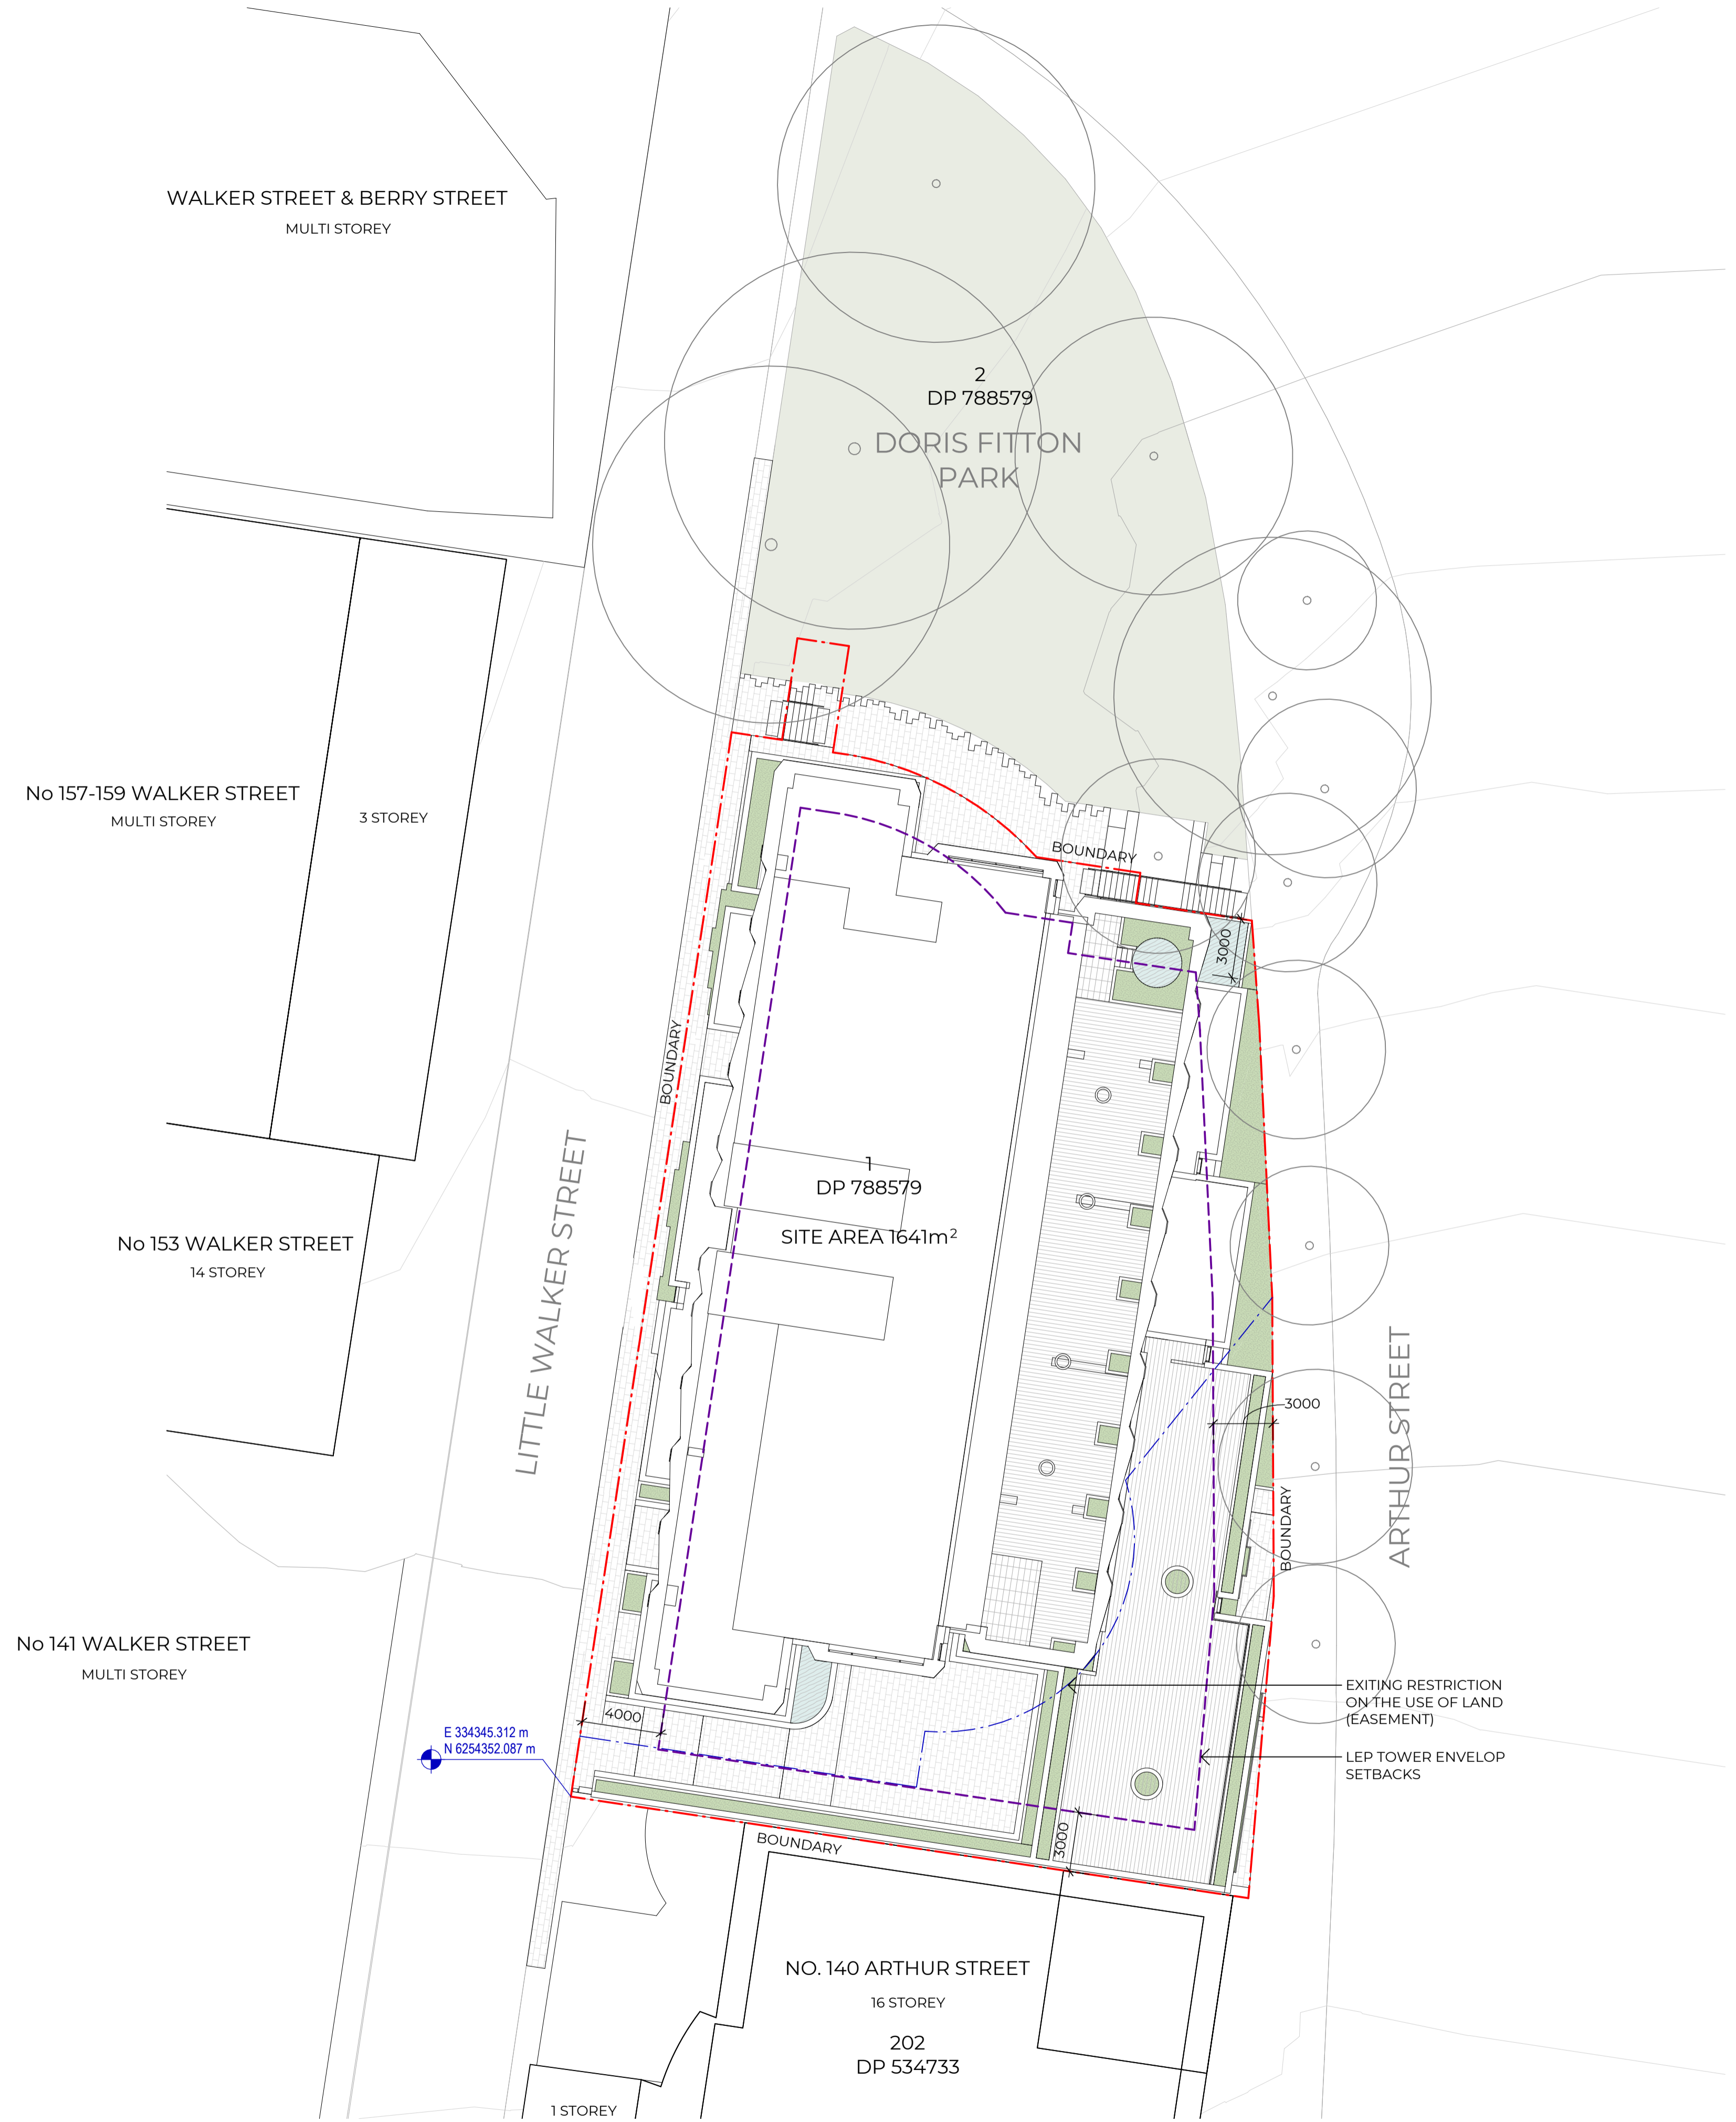 WALKER STREET & BERRY STREET
MULTI STOREY
2
DP 788579
DORIS FITTON
PARK
No 157-159 WALKER STREET
MULTI STOREY
3 STOREY
BOUNDARY
3000
BOUNDARY
1
DP 788579
SITE AREA 1641m²
No 153 WALKER STREET
14 STOREY
LITTLE WALKER STREET
ARTHUR STREET
3000
BOUNDARY
No 141 WALKER STREET
MULTI STOREY
EXITING RESTRICTION
ON THE USE OF LAND
(EASEMENT)
4000
E 334345.312 m
N 6254352.087 m
LEP TOWER ENVELOP
SETBACKS
3000
BOUNDARY
NO. 140 ARTHUR STREET
16 STOREY
202
DP 534733
1 STOREY